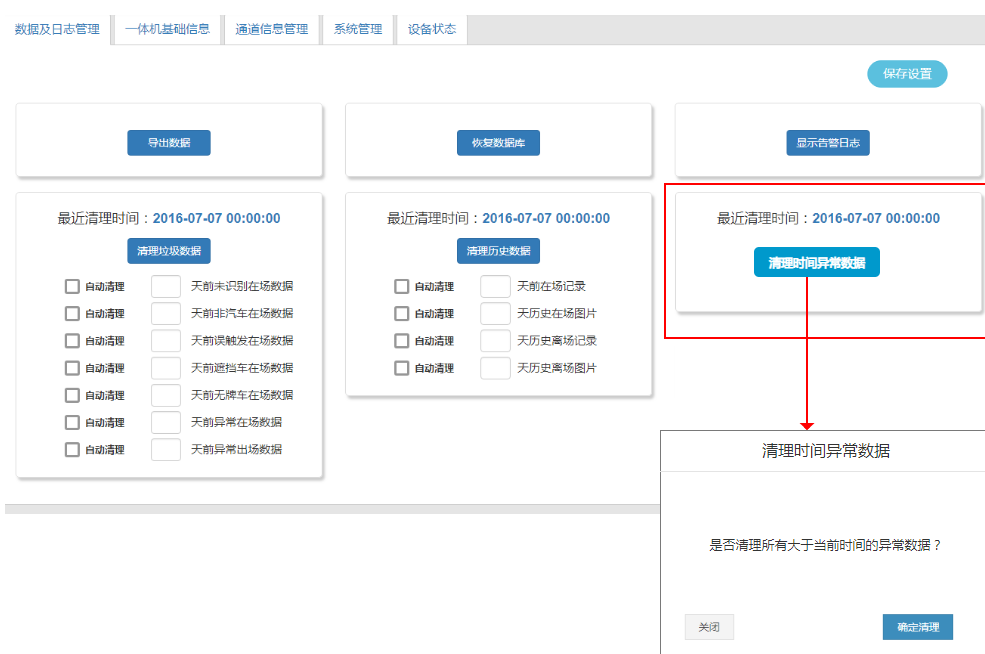 数据及日志管理 一体机基础信息 通道信息管理 系统管理 设备状态
保存设置
导出数据
恢复数据库
显示告警日志
最近清理时间：2016-07-07 00:00:00
清理垃圾数据
自动清理 天前未识别在场数据
自动清理 天前非汽车在场数据
自动清理 天前误触发在场数据
自动清理 天前遮挡车在场数据
自动清理 天前无牌车在场数据
自动清理 天前异常在场数据
自动清理 天前异常出场数据
最近清理时间：2016-07-07 00:00:00
清理历史数据
自动清理 天前在场记录
自动清理 天历史在场图片
自动清理 天历史离场记录
自动清理 天历史离场图片
最近清理时间：2016-07-07 00:00:00
清理时间异常数据
清理时间异常数据
是否清理所有大于当前时间的异常数据？
关闭 确定清理